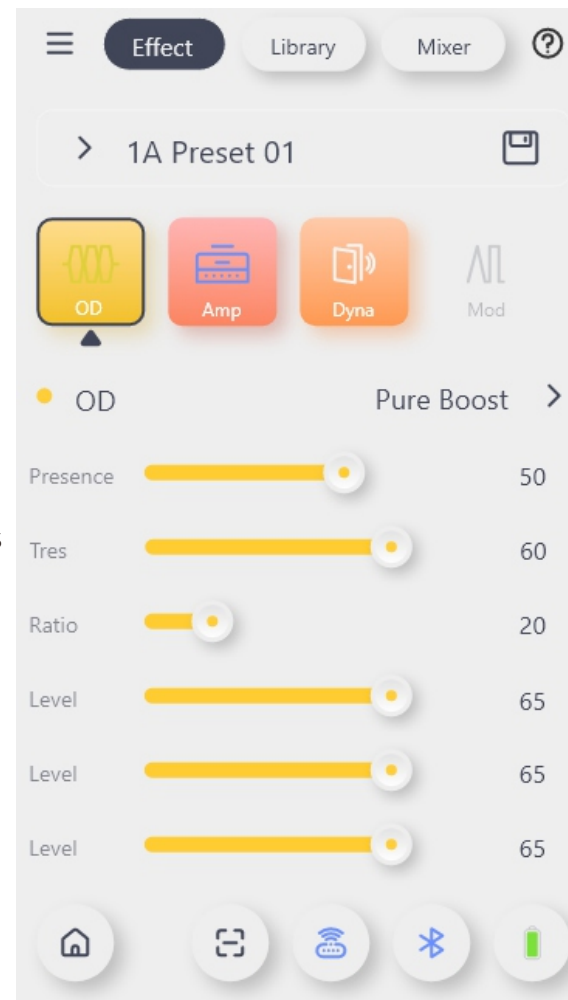 Effect Library Mixer
1A Preset 01
OD Amp Dyna Mod
OD Pure Boost
Presence 50
Tres 60
Ratio 20
Level 65
Level 65
Level 65